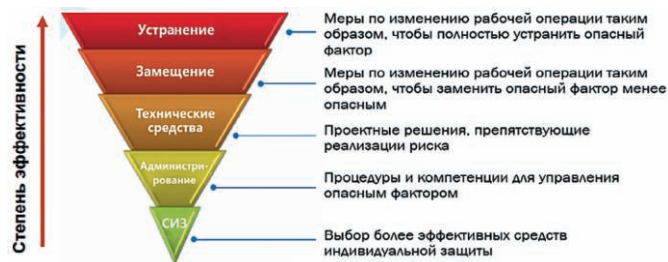 Степень эффективности
Устранение
Меры по изменению рабочей операции таким
образом, чтобы полностью устранить опасный
фактор
Замещение
Меры по изменению рабочей операции таким
образом, чтобы заменить опасный фактор менее
опасным
Технические
средства
Проектные решения, препятствующие
реализации риска
Администри-
рование
Процедуры и компетенции для управления
опасным фактором
СИЗ
Выбор более эффективных средств
индивидуальной защиты